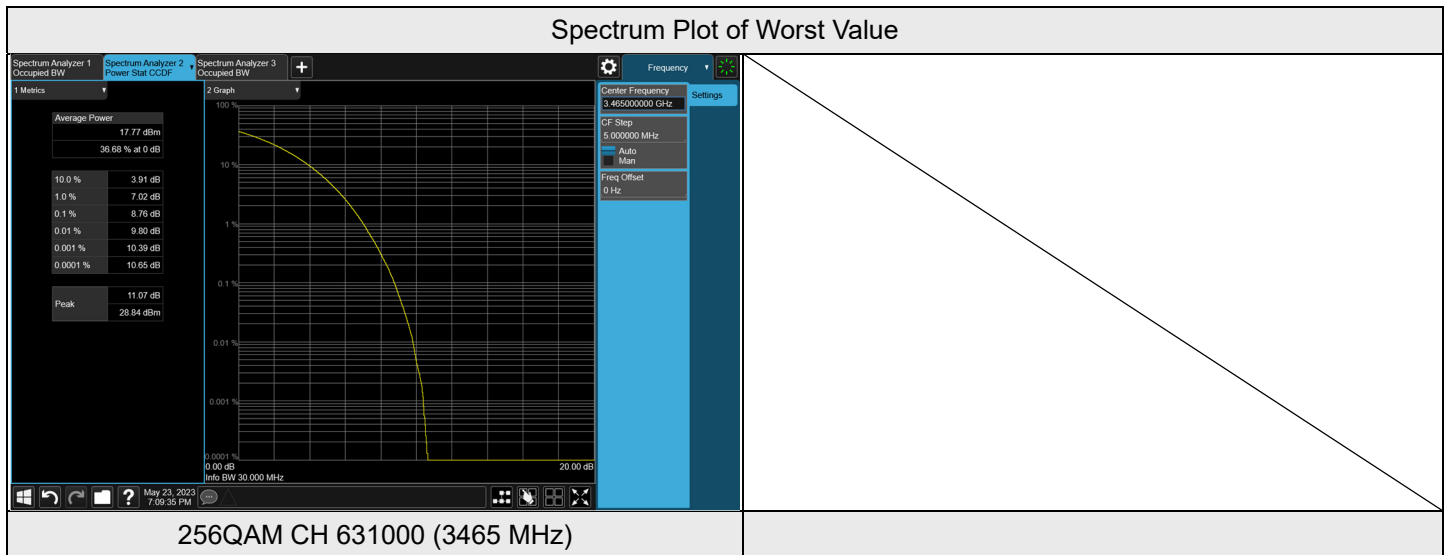 Spectrum Plot of Worst Value
Spectrum Analyzer 1
Occupied BW
Spectrum Analyzer 2
Power Stat CCDF
Spectrum Analyzer 3
Occupied BW
+
Frequency
1 Metrics
2 Graph
Average Power
17.77 dBm
36.68 % at 0 dB
10.0 % 3.91 dB
1.0 % 7.02 dB
0.1 % 8.76 dB
0.01 % 9.80 dB
0.001 % 10.39 dB
0.0001 % 10.65 dB
Peak
11.07 dB
28.84 dBm
100 %
10 %
1 %
0.1 %
0.01 %
0.001 %
0.0001 %
0.00 dB
20.00 dB
Info BW 30.000 MHz
Center Frequency
3.465000000 GHz
Settings
CF Step
5.000000 MHz
Auto
Man
Freq Offset
0 Hz
?
May 23, 2023
7:09:35 PM
256QAM CH 631000 (3465 MHz)